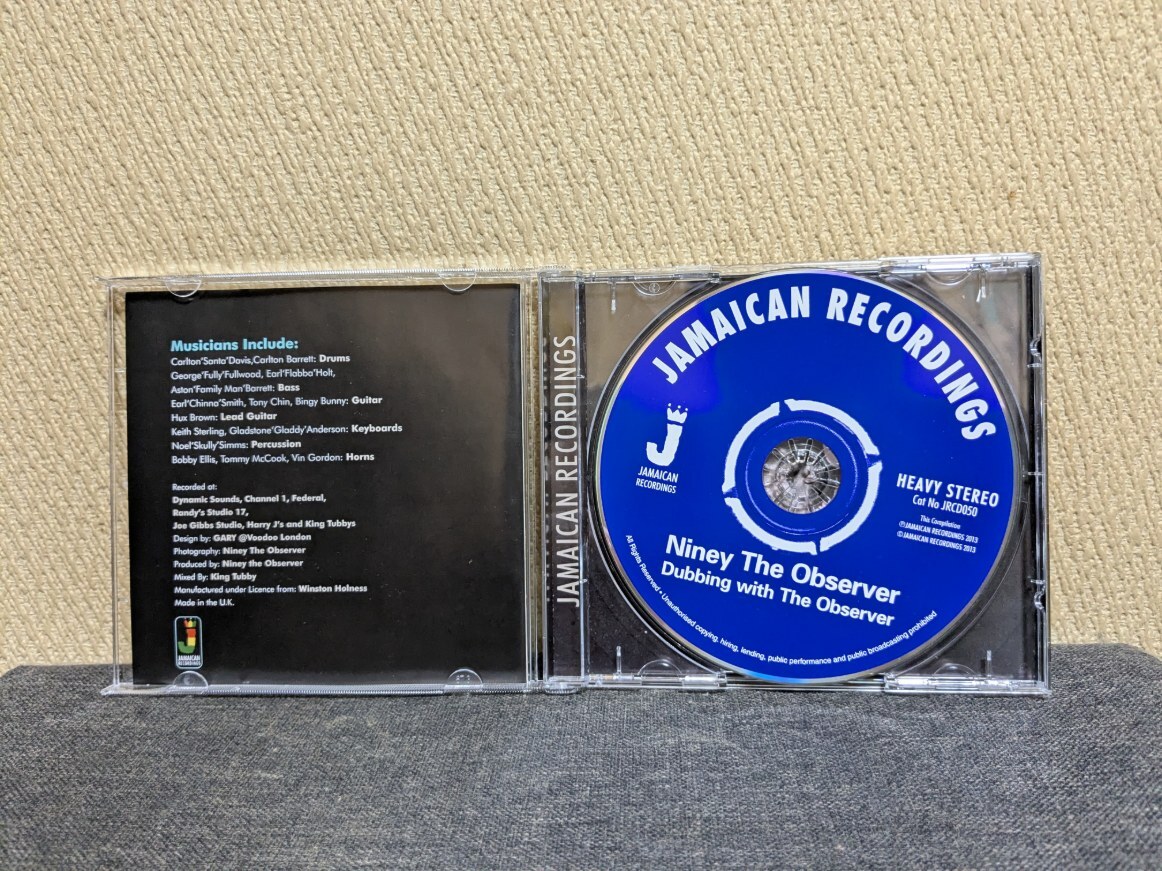 Musicians Include:
Carlton'Santa'Davis,Carlton Barrett: Drums
George'Fully'Fullwood, Earl'Flabba'Holt,
Aston'Family Man'Barrett: Bass
Earl'Chinna'Smith, Tony Chin, Bingy Bunny: Guitar
Hux Brown: Lead Guitar
Keith Sterling, Gladstone'Gladdy'Anderson: Keyboards
Noel'Skully'Simms: Percussion
Bobby Ellis, Tommy McCook, Vin Gordon: Horns
Recorded at:
Dynamic Sounds, Channel 1, Federal,
Randy's Studio 17,
Joe Gibbs Studio, Harry J's and King Tubbys
Design by: GARY @Voodoo London
Photography: Niney The Observer
Produced by: Niney the Observer
Mixed By: King Tubby
Manufactured under Licence from: Winston Holness
Made in the U.K.
JAMAICAN
RECORDINGS
JAMAICAN RECORDINGS
JAMAICAN RECORDINGS
JAMAICAN
RECORDINGS
HEAVY STEREO
Cat No JRCD050
This Compilation
℗JAMAICAN RECORDINGS 2013
©JAMAICAN RECORDINGS 2013
Niney The Observer
Dubbing with The Observer
All Rights Reserved • Unauthorised copying, hiring, lending, public performance and public broadcasting prohibited